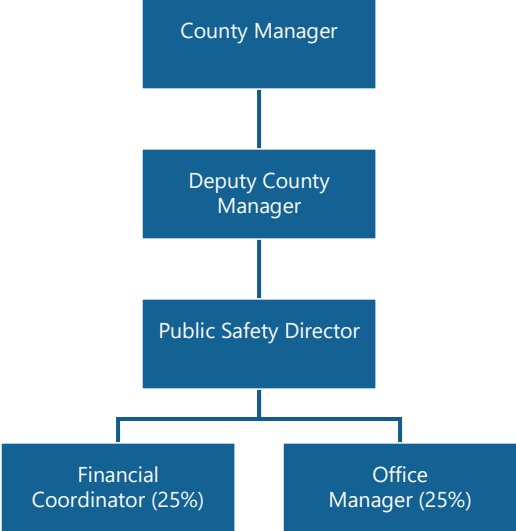 County Manager
Deputy County
Manager
Public Safety Director
Financial
Coordinator (25%)
Office
Manager (25%)